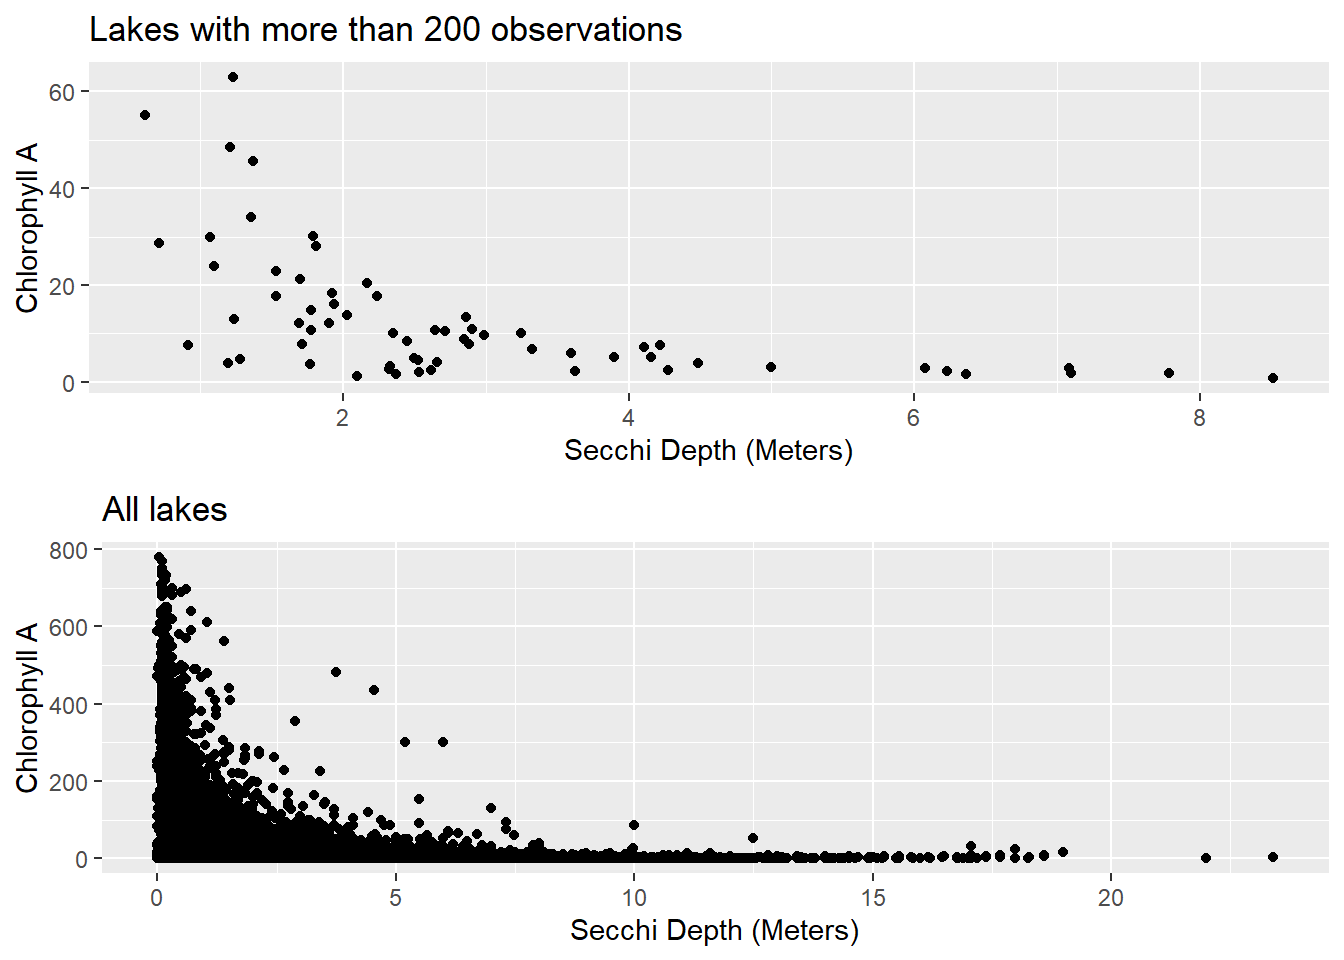 Lakes with more than 200 observations
60
40
20
0
Chlorophyll A
2 4 6 8
Secchi Depth (Meters)
All lakes
800
600
400
200
0
Chlorophyll A
0 5 10 15 20
Secchi Depth (Meters)